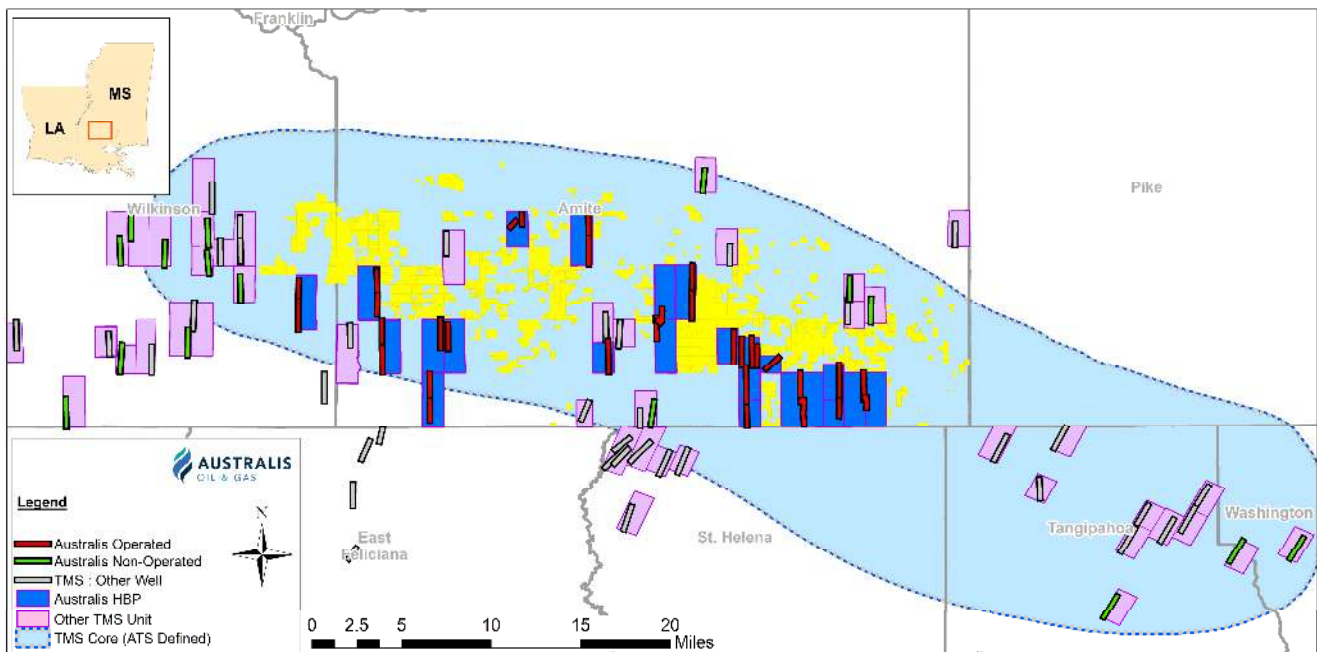 Franklin
MS
LA
Pike
Wilkinson
Amite
AUSTRALIS
OIL & GAS
Legend
N
Australis Operated
Australis Non-Operated
TMS : Other Well
Australis HBP
Other TMS Unit
TMS Core (ATS Defined)
East
Feliciana
St. Helena
Tangipahoa
Washington
0 2.5 5 10 15 20
Miles